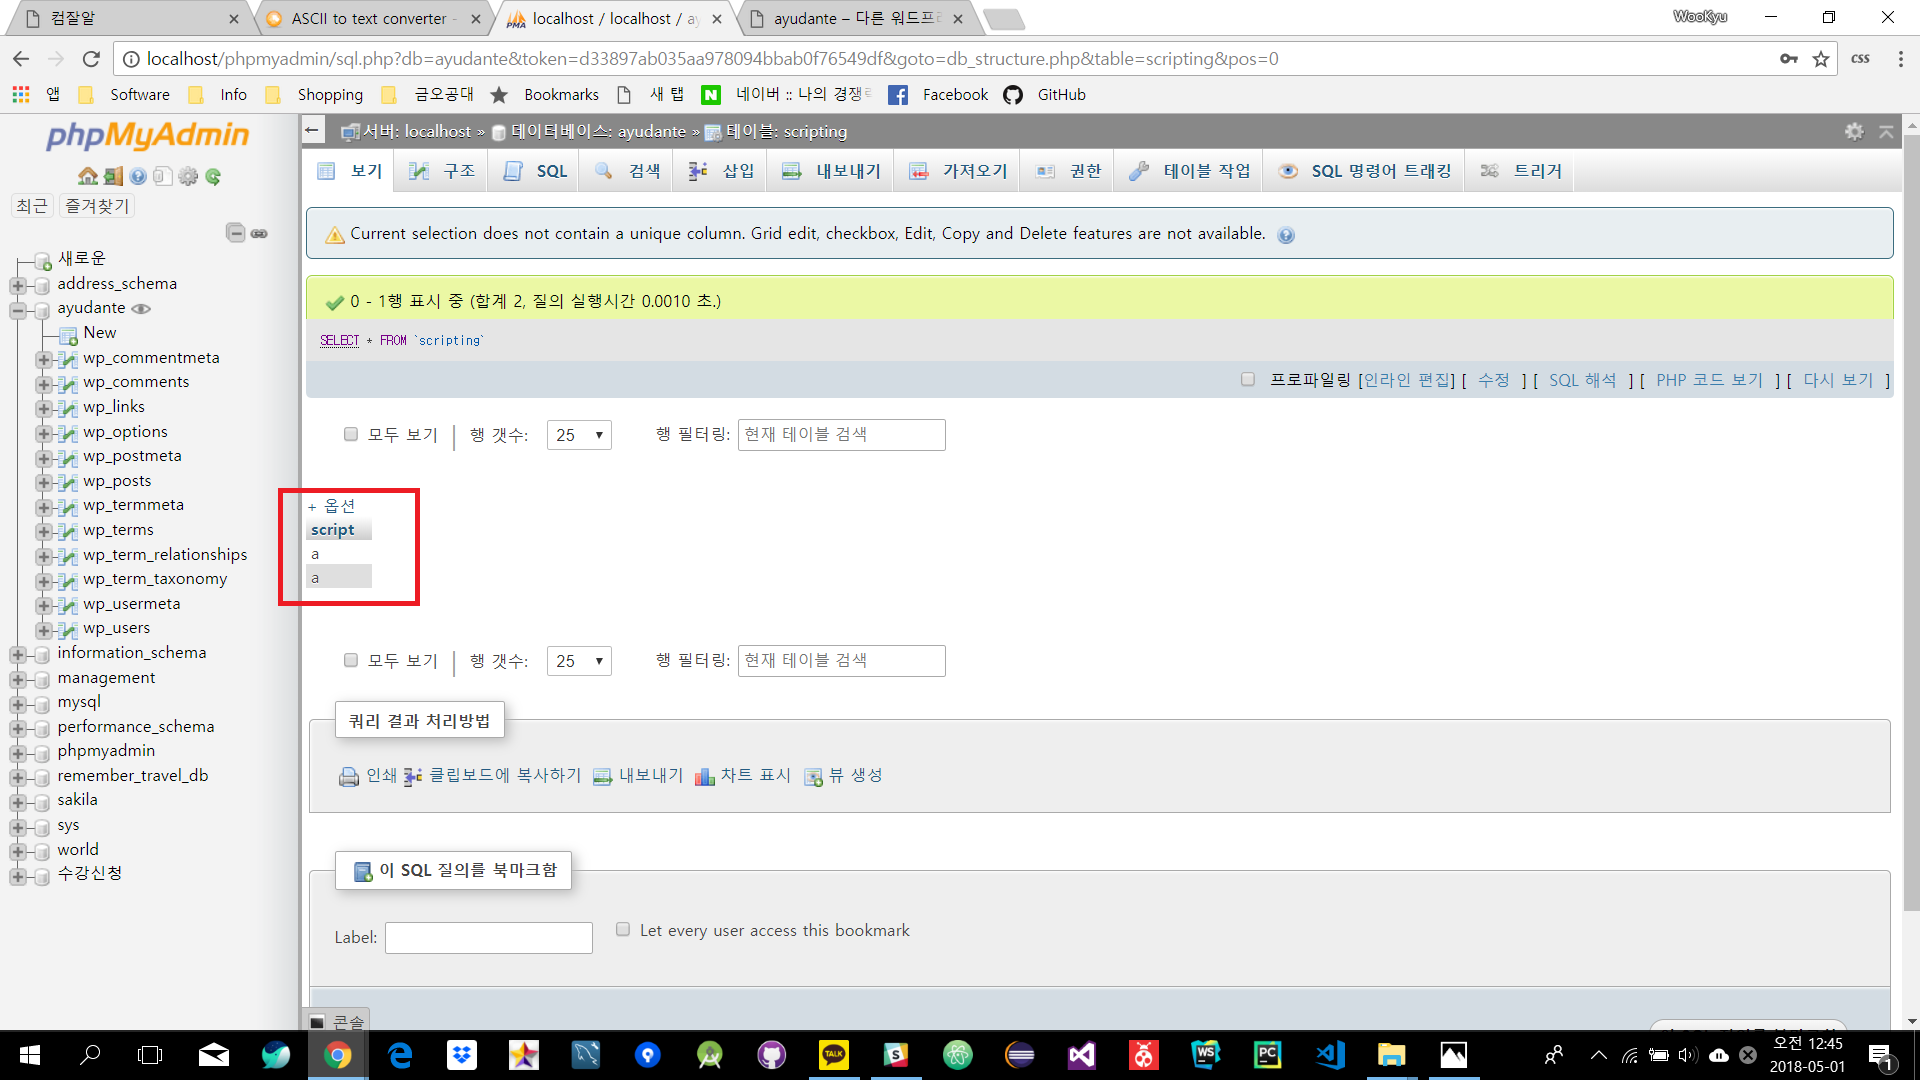 컴잘알
ASCII to text converter -
localhost / localhost / ay
ayudante – 다른 워드프
WooKyu
localhost/phpmyadmin/sql.php?db=ayudante&token=d33897ab035aa978094bbab0f76549df&goto=db_structure.php&table=scripting&pos=0
css
앱 Software Info Shopping 금오공대 Bookmarks 새 탭 네이버 :: 나의 경쟁 Facebook GitHub
phpMyAdmin
최근 즐겨찾기
새로운
address_schema
ayudante
New
wp_commentmeta
wp_comments
wp_links
wp_options
wp_postmeta
wp_posts
wp_termmeta
wp_terms
wp_term_relationships
wp_term_taxonomy
wp_usermeta
wp_users
information_schema
management
mysql
performance_schema
phpmyadmin
remember_travel_db
sakila
sys
world
수강신청
서버: localhost » 데이터베이스: ayudante » 테이블: scripting
보기 구조 SQL 검색 삽입 내보내기 가져오기 권한 테이블 작업 SQL 명령어 트래킹 트리거
Current selection does not contain a unique column. Grid edit, checkbox, Edit, Copy and Delete features are not available.
0 - 1행 표시 중 (합계 2, 질의 실행시간 0.0010 초.)
SELECT * FROM `scripting`
프로파일링 [인라인 편집] [ 수정 ] [ SQL 해석 ] [ PHP 코드 보기 ] [ 다시 보기 ]
모두 보기 | 행 갯수: 25 행 필터링: 현재 테이블 검색
+ 옵션
script
a
a
모두 보기 | 행 갯수: 25 행 필터링: 현재 테이블 검색
쿼리 결과 처리방법
인쇄 클립보드에 복사하기 내보내기 차트 표시 뷰 생성
이 SQL 질의를 북마크함
Label: Let every user access this bookmark
콘솔
TALK
WS
PC
오전 12:45
2018-05-01
1